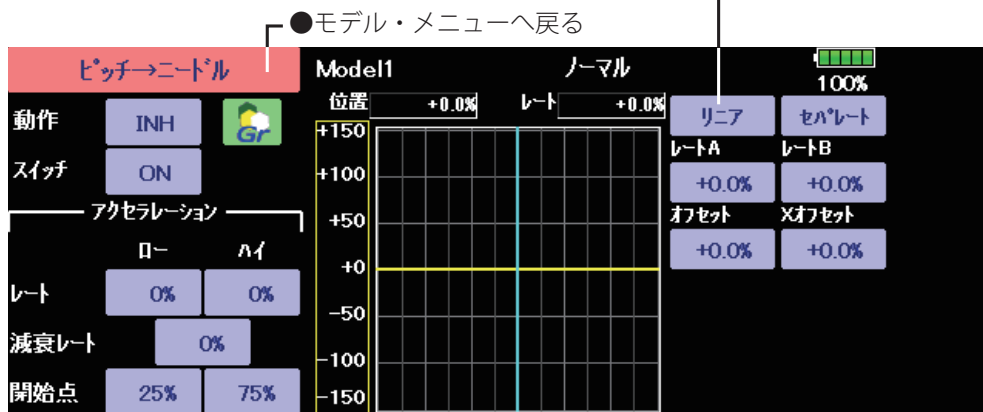 ●モデル・メニューへ戻る
ピッチ→ニードル
Model1
ノーマル
100%
動作
INH
Gr
スイッチ
ON
アクセラレーション
ロー
ハイ
レート
0%
0%
減衰レート
0%
開始点
25%
75%
位置
+0.0%
レート
+0.0%
+150
+100
+50
+0
-50
-100
-150
リニア
セパレート
レートA
レートB
+0.0%
+0.0%
オフセット
Xオフセット
+0.0%
+0.0%